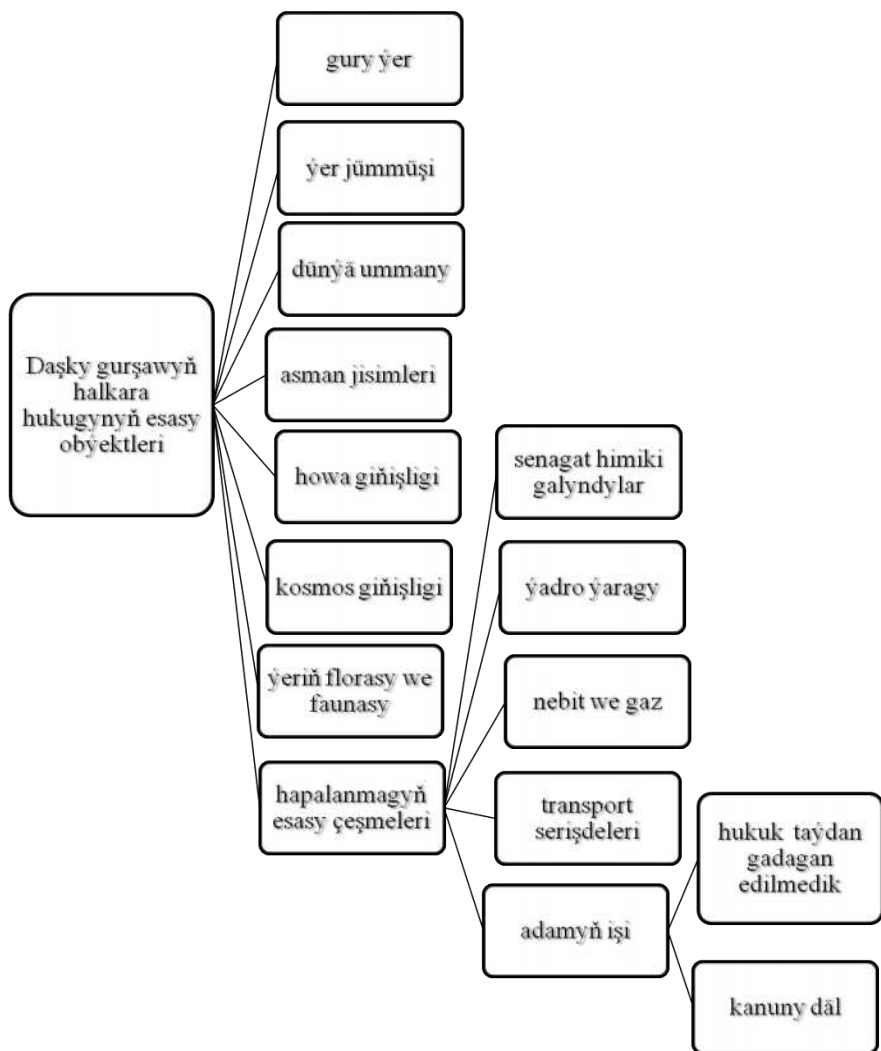 gury ýer
ýer jümmüşi
dünýä ummany
Daşky gurşawyň
halkara
hukugynyň esasy
obýektleri
asman jisimleri
howa giňişligi
kosmos giňişligi
ýeriň florasy we
faunasy
hapalanmagyň
esasy çeşmeleri
senagat himiki
galyndylar
ýadro ýaragy
nebit we gaz
transport
serişdeleri
adamyň işi
hukuk taýdan
gadagan
edilmedik
kanuny däl